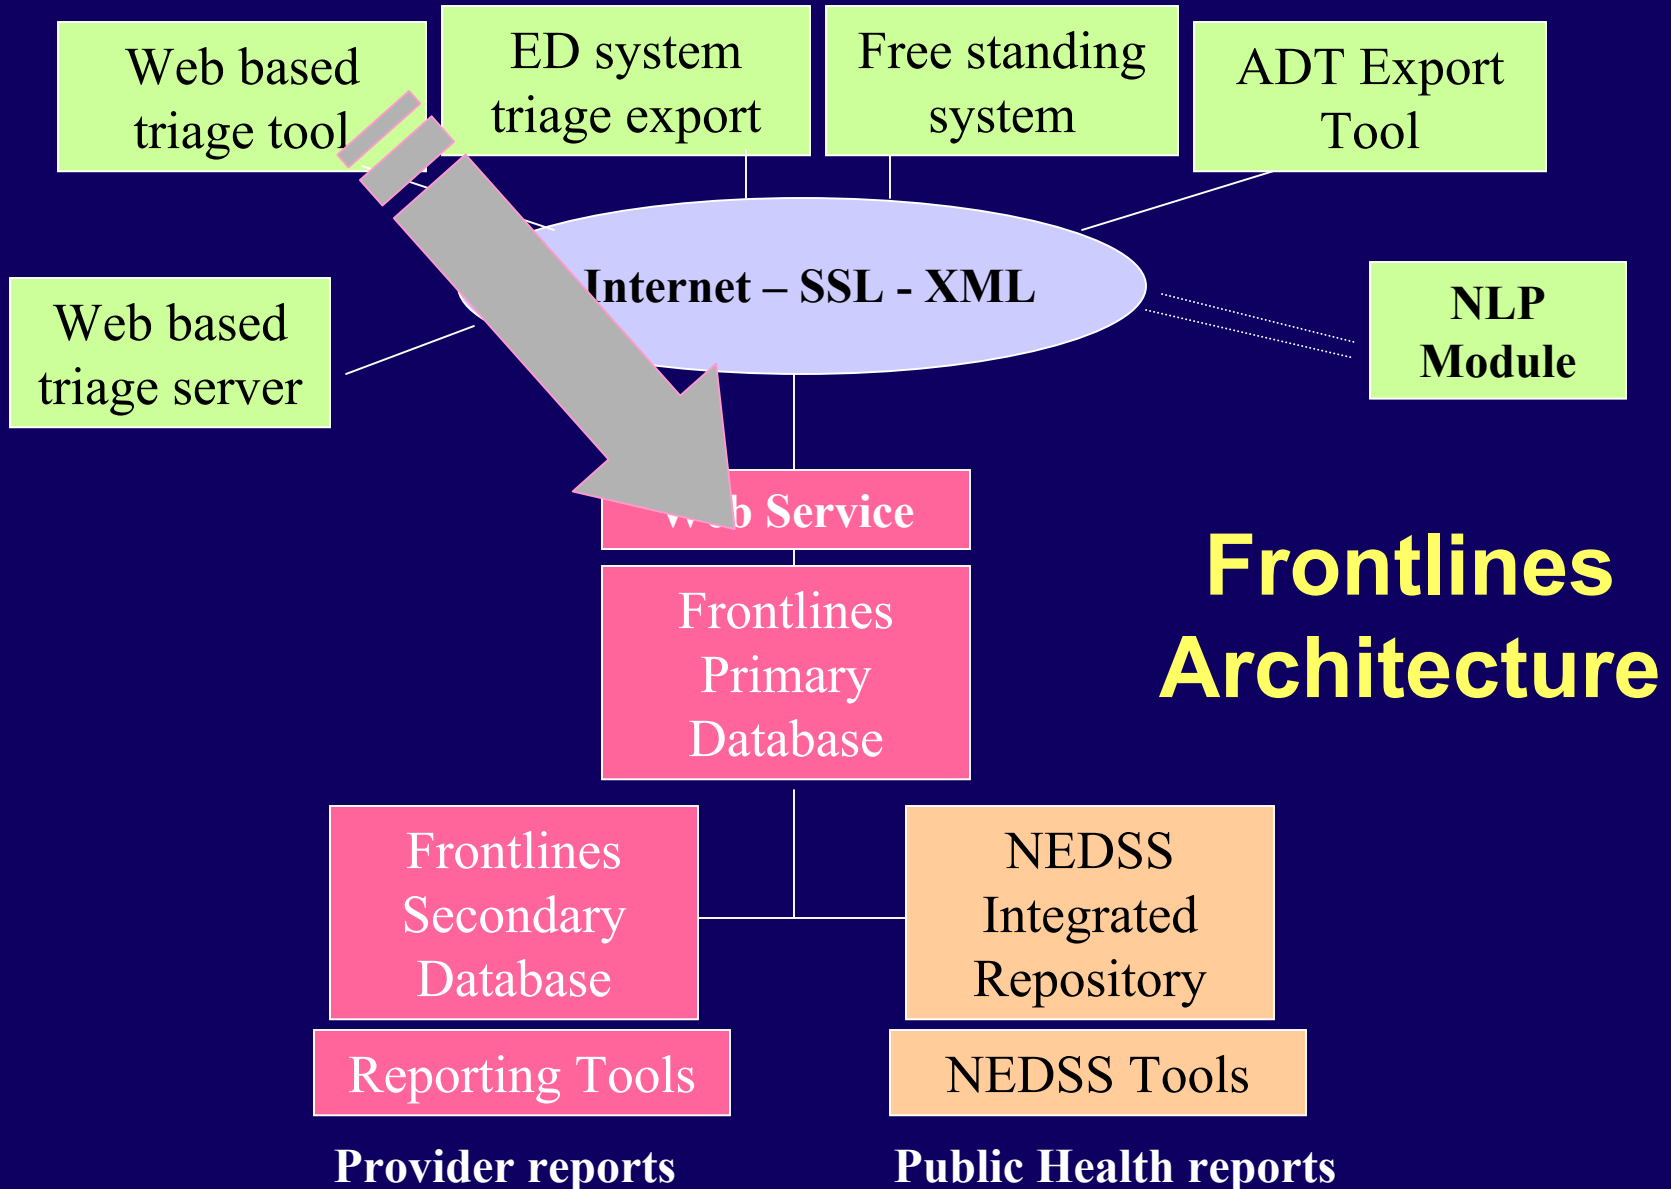 Web based
triage tool
ED system
triage export
Free standing
system
ADT Export
Tool
Internet – SSL - XML
Web based
triage server
NLP
Module
Web Service
Frontlines
Primary
Database
Frontlines
Architecture
Frontlines
Secondary
Database
NEDSS
Integrated
Repository
Reporting Tools
NEDSS Tools
Provider reports
Public Health reports